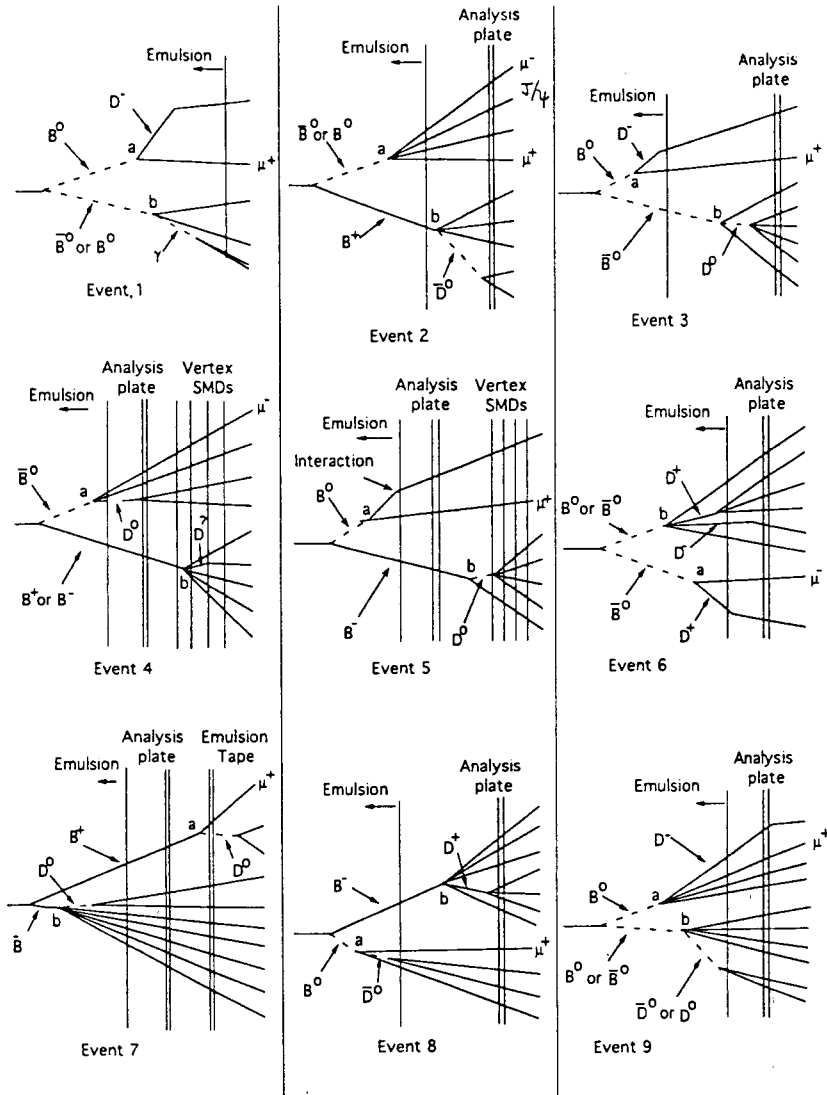 Emulsion
D⁻
B⁰
a
μ⁺
b
B̄⁰ or B⁰
γ
Event, 1
Analysis
plate
Emulsion
μ⁻
J/ψ
B̄⁰ or B⁰
a
μ⁺
b
B⁺
D̄⁰
Event 2
Analysis
plate
Emulsion
D⁻
B⁰
a
μ⁺
b
B̄⁰
D⁰
Event 3
Analysis
plate
Vertex
SMDs
Emulsion
μ⁻
B̄⁰
a
D⁰
D?
b
B⁺ or B⁻
Event 4
Analysis
plate
Vertex
SMDs
Emulsion
Interaction
B⁰
a
μ⁺
b
B⁻
D⁰
Event 5
Analysis
plate
Emulsion
D⁺
B⁰ or B̄⁰
b
D⁻
a
μ⁻
B̄⁰
D⁺
Event 6
Analysis
plate
Emulsion
Tape
Emulsion
μ⁺
a
B⁺
D⁰
D⁰
b
B̄
Event 7
Analysis
plate
Emulsion
D⁺
B⁻
b
a
μ⁺
B⁰
D̄⁰
Event 8
Analysis
plate
Emulsion
D⁻
μ⁺
B⁰
a
b
B⁰ or B̄⁰
D̄⁰ or D⁰
Event 9